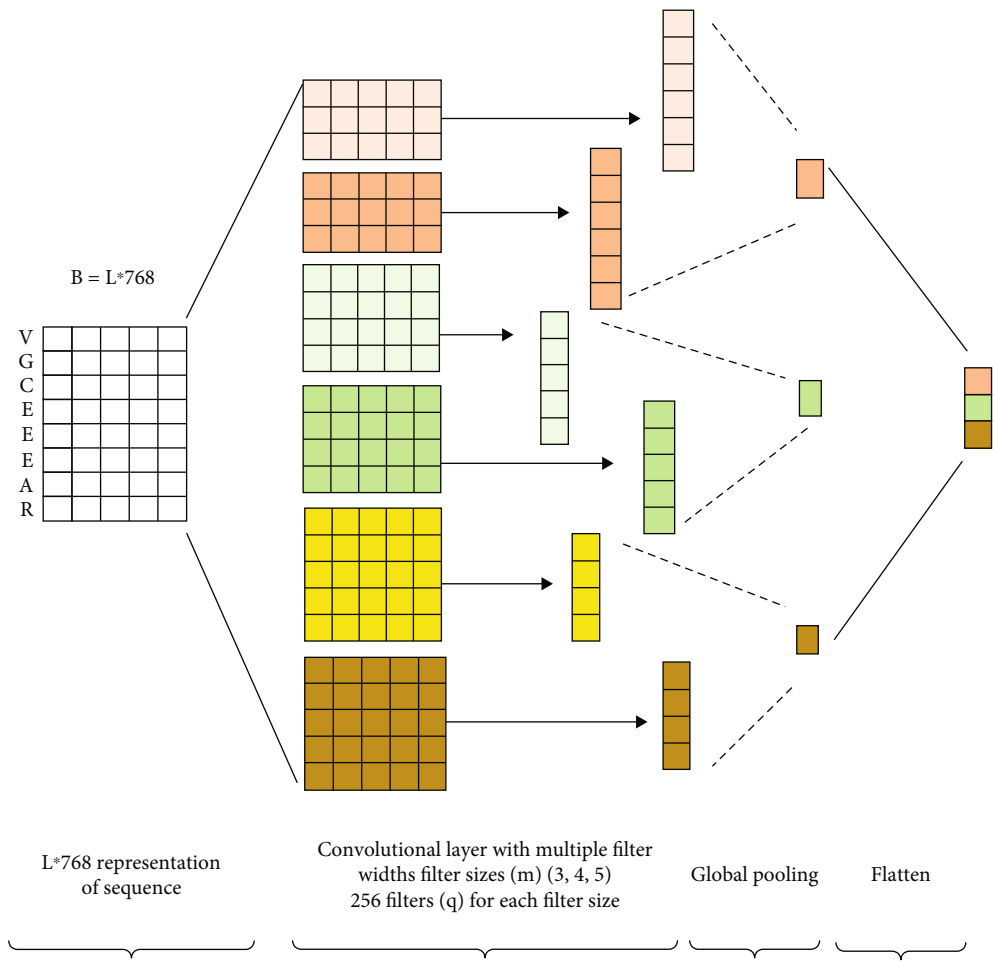 B = L*768
V
G
C
E
E
E
A
R
L*768 representation
of sequence
Convolutional layer with multiple filter
widths filter sizes (m) (3, 4, 5)
256 filters (q) for each filter size
Global pooling
Flatten